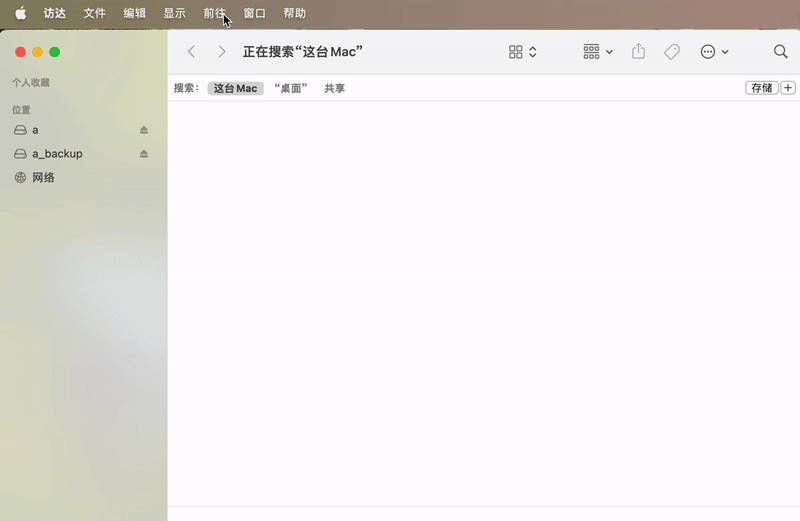 访达 文件 编辑 显示 前往 窗口 帮助
正在搜索“这台 Mac”
个人收藏
搜索： 这台 Mac “桌面” 共享 存储
位置
a
a_backup
网络